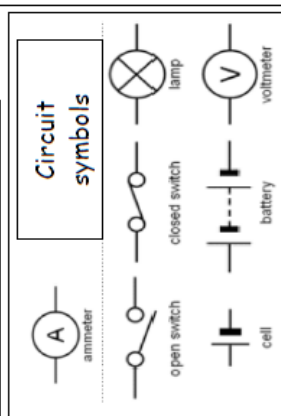 Circuit
symbols
A
ammeter
lamp
closed switch
open switch
V
voltmeter
battery
cell